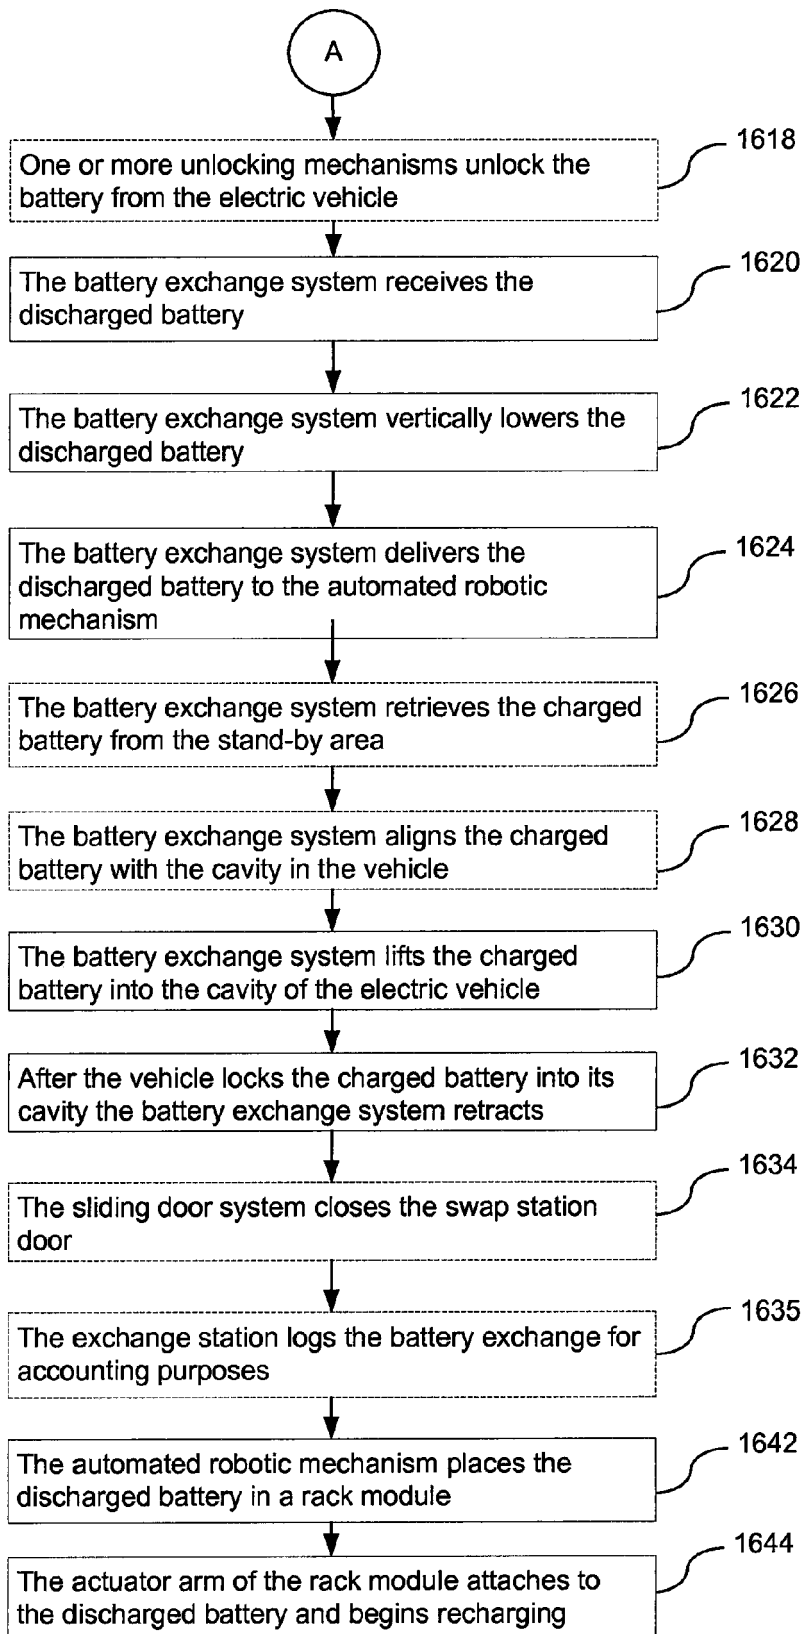 A
One or more unlocking mechanisms unlock the
battery from the electric vehicle
1618
The battery exchange system receives the
discharged battery
1620
The battery exchange system vertically lowers the
discharged battery
1622
The battery exchange system delivers the
discharged battery to the automated robotic
mechanism
1624
The battery exchange system retrieves the charged
battery from the stand-by area
1626
The battery exchange system aligns the charged
battery with the cavity in the vehicle
1628
The battery exchange system lifts the charged
battery into the cavity of the electric vehicle
1630
After the vehicle locks the charged battery into its
cavity the battery exchange system retracts
1632
The sliding door system closes the swap station
door
1634
The exchange station logs the battery exchange for
accounting purposes
1635
The automated robotic mechanism places the
discharged battery in a rack module
1642
The actuator arm of the rack module attaches to
the discharged battery and begins recharging
1644